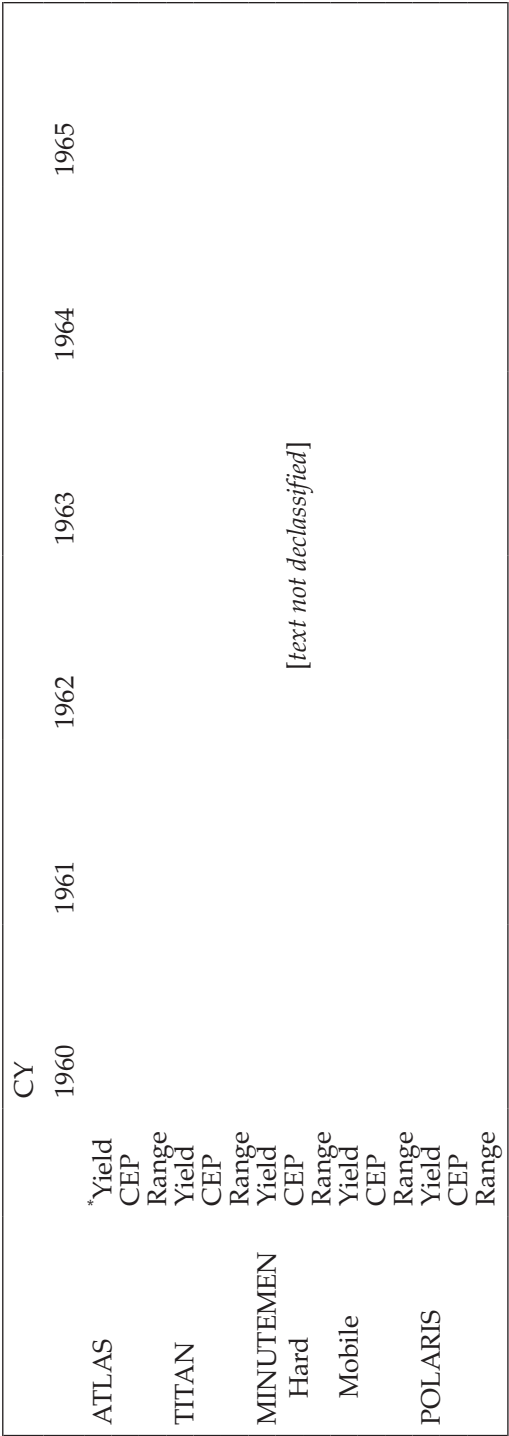 CY
1960 1961 1962 1963 1964 1965
ATLAS *Yield
CEP
Range
TITAN Yield
CEP
Range
MINUTEMEN Yield
Hard CEP [text not declassified]
Range
Mobile Yield
CEP
Range
POLARIS Yield
CEP
Range